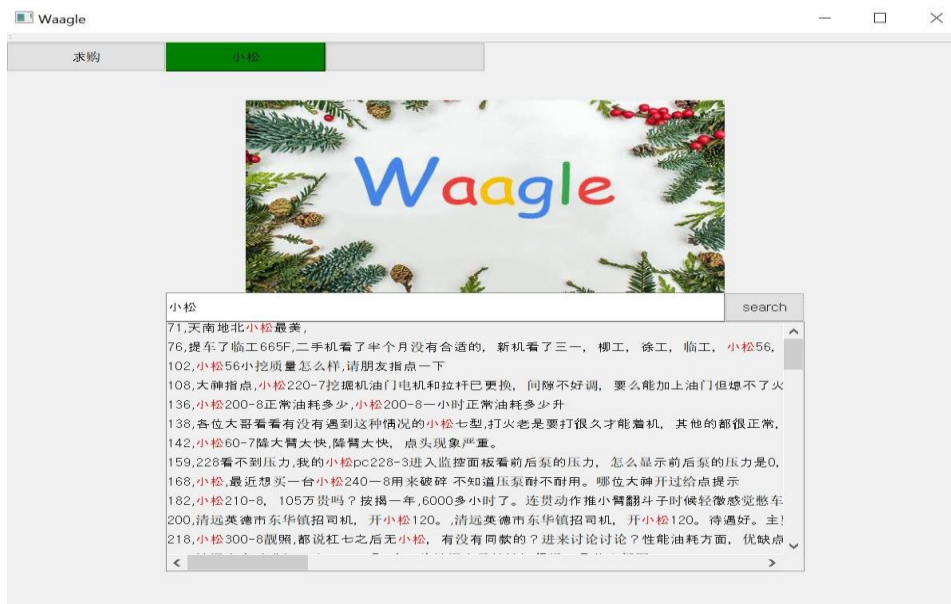 Waagle
求购
小松
Waagle
小松
search
71,天南地北小松最美,
76,提车了临工665F,二手机看了半个月没有合适的, 新机看了三一, 柳工, 徐工, 临工, 小松56,
102,小松56小挖质量怎么样,请朋友指点一下
108,大神指点,小松220-7挖掘机油门电机和拉杆已更换, 间隙不好调, 要么能加上油门但熄不了火
136,小松200-8正常油耗多少,小松200-8一小时正常油耗多少升
138,各位大哥看看有没有遇到这种情况的小松七型,打火老是要打很久才能着机, 其他的都很正常,
142,小松60-7降大臂太快,降臂太快, 点头现象严重。
159,228看不到压力,我的小松pc228-3进入监控面板看前后泵的压力, 怎么显示前后泵的压力是0,
168,小松,最近想买一台小松240一8用来破碎 不知道压泵耐不耐用。哪位大神开过给点提示
182,小松210-8, 105万贵吗？按揭一年,6000多小时了。连贯动作推小臂翻斗子时候轻微感觉憋车
200,清远英德市东华镇招司机, 开小松120。,清远英德市东华镇招司机, 开小松120。待遇好。主!
218,小松300-8靓照,都说杠七之后无小松, 有没有同款的？进来讨论讨论？性能油耗方面, 优缺点